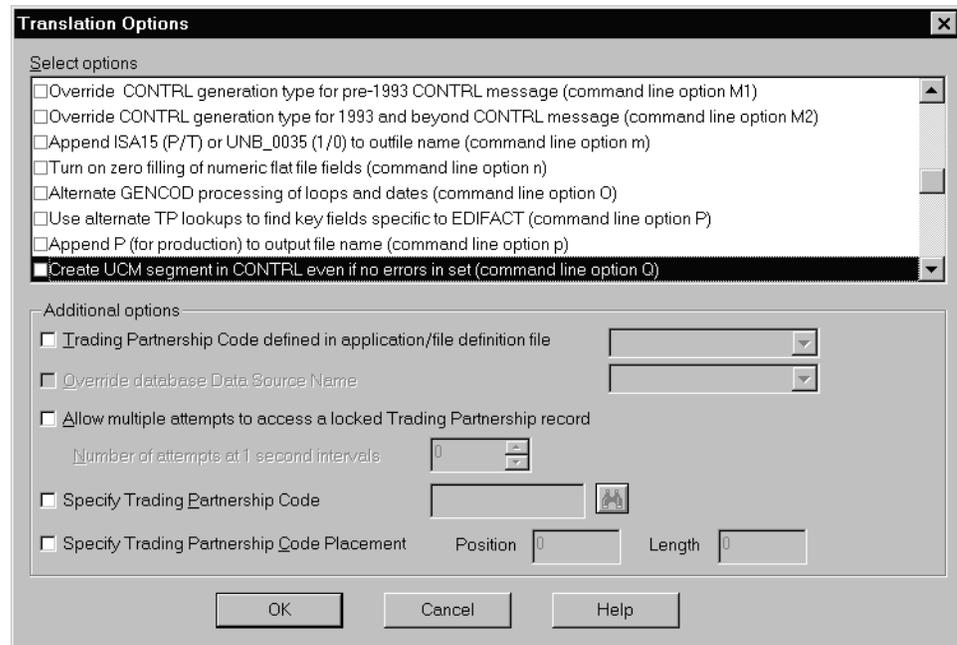 Translation Options
Select options
Override CONTRL generation type for pre-1993 CONTRL message (command line option M1)
Override CONTRL generation type for 1993 and beyond CONTRL message (command line option M2)
Append ISA15 (P/T) or UNB_0035 (1/0) to outfile name (command line option m)
Turn on zero filling of numeric flat file fields (command line option n)
Alternate GENCOD processing of loops and dates (command line option O)
Use alternate TP lookups to find key fields specific to EDIFACT (command line option P)
Append P (for production) to output file name (command line option p)
Create UCM segment in CONTRL even if no errors in set (command line option Q)
Additional options
Trading Partnership Code defined in application/file definition file
Override database Data Source Name
Allow multiple attempts to access a locked Trading Partnership record
Number of attempts at 1 second intervals 0
Specify Trading Partnership Code
Specify Trading Partnership Code Placement Position 0 Length 0
OK Cancel Help